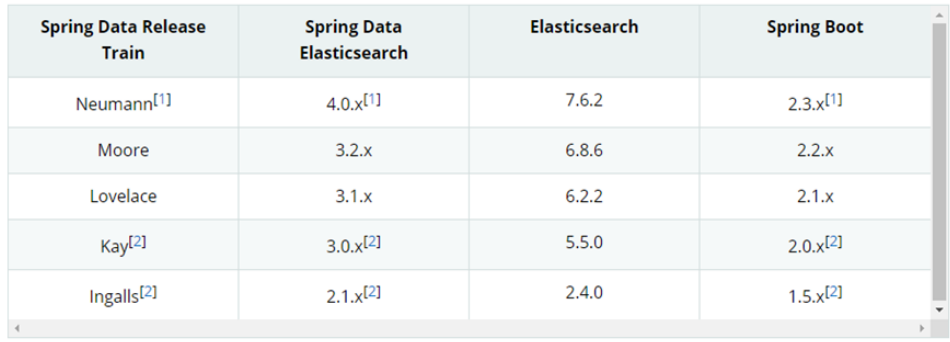 Spring Data Release Train Spring Data Elasticsearch Elasticsearch Spring Boot
Neumann[1] 4.0.x[1] 7.6.2 2.3.x[1]
Moore 3.2.x 6.8.6 2.2.x
Lovelace 3.1.x 6.2.2 2.1.x
Kay[2] 3.0.x[2] 5.5.0 2.0.x[2]
Ingalls[2] 2.1.x[2] 2.4.0 1.5.x[2]